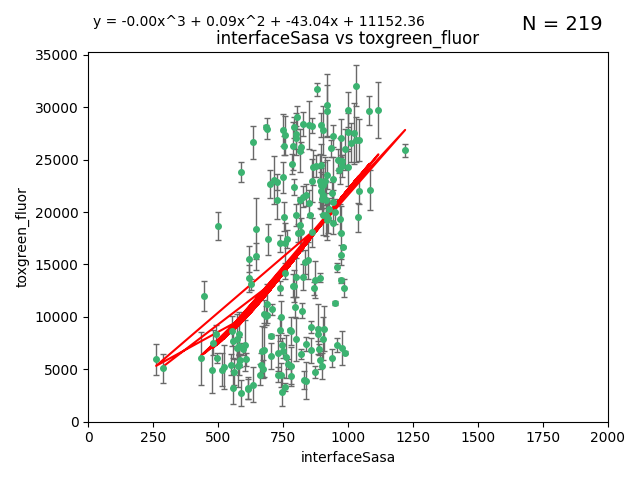 y = -0.00x^3 + 0.09x^2 + -43.04x + 11152.36
N = 219
interfaceSasa vs toxgreen_fluor
35000
30000
25000
20000
15000
10000
5000
0
toxgreen_fluor
0 250 500 750 1000 1250 1500 1750 2000
interfaceSasa